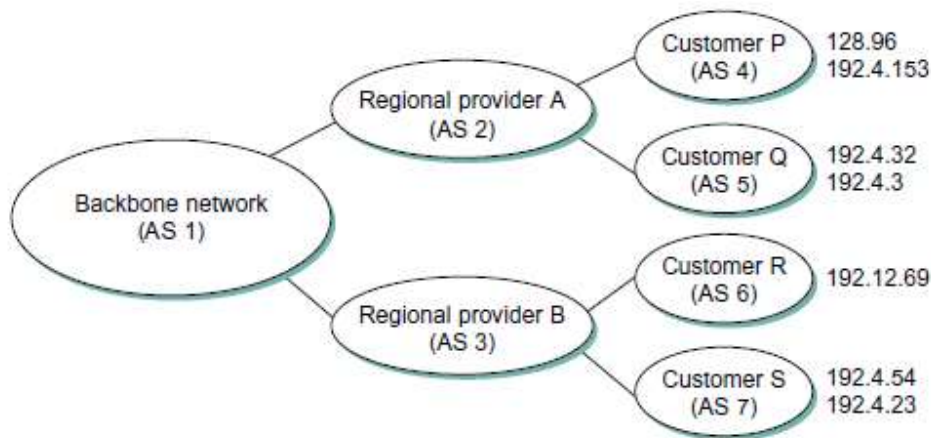 Customer P
(AS 4)
128.96
192.4.153
Regional provider A
(AS 2)
Customer Q
(AS 5)
192.4.32
192.4.3
Backbone network
(AS 1)
Customer R
(AS 6)
192.12.69
Regional provider B
(AS 3)
Customer S
(AS 7)
192.4.54
192.4.23